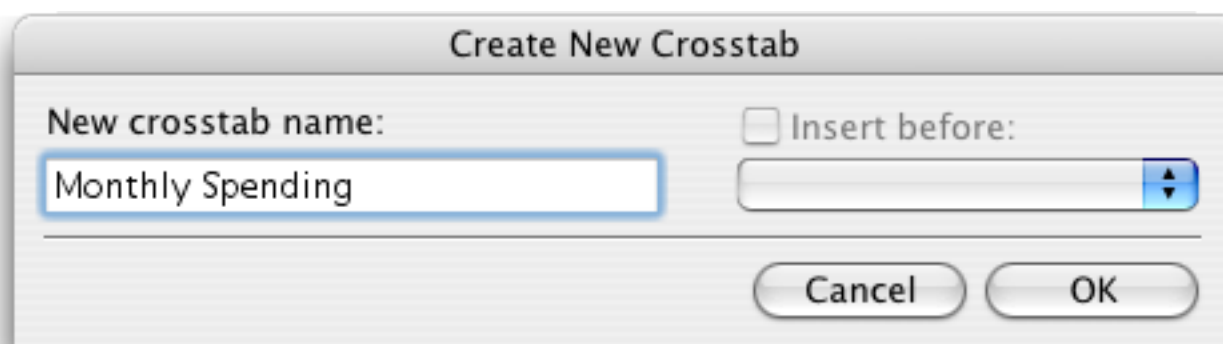 Create New Crosstab
New crosstab name:
Insert before:
Monthly Spending
Cancel
OK